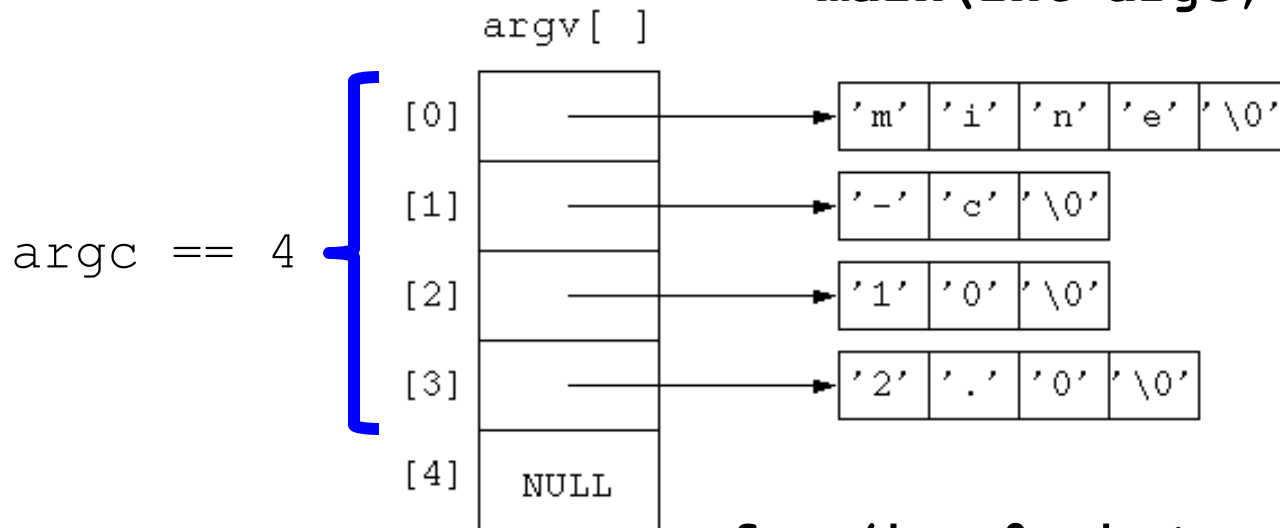 argv[ ]
[0] 'm' 'i' 'n' 'e' '\0'
[1] '-' 'c' '\0'
argc == 4
[2] '1' '0' '\0'
[3] '2' '.' '0' '\0'
[4] NULL